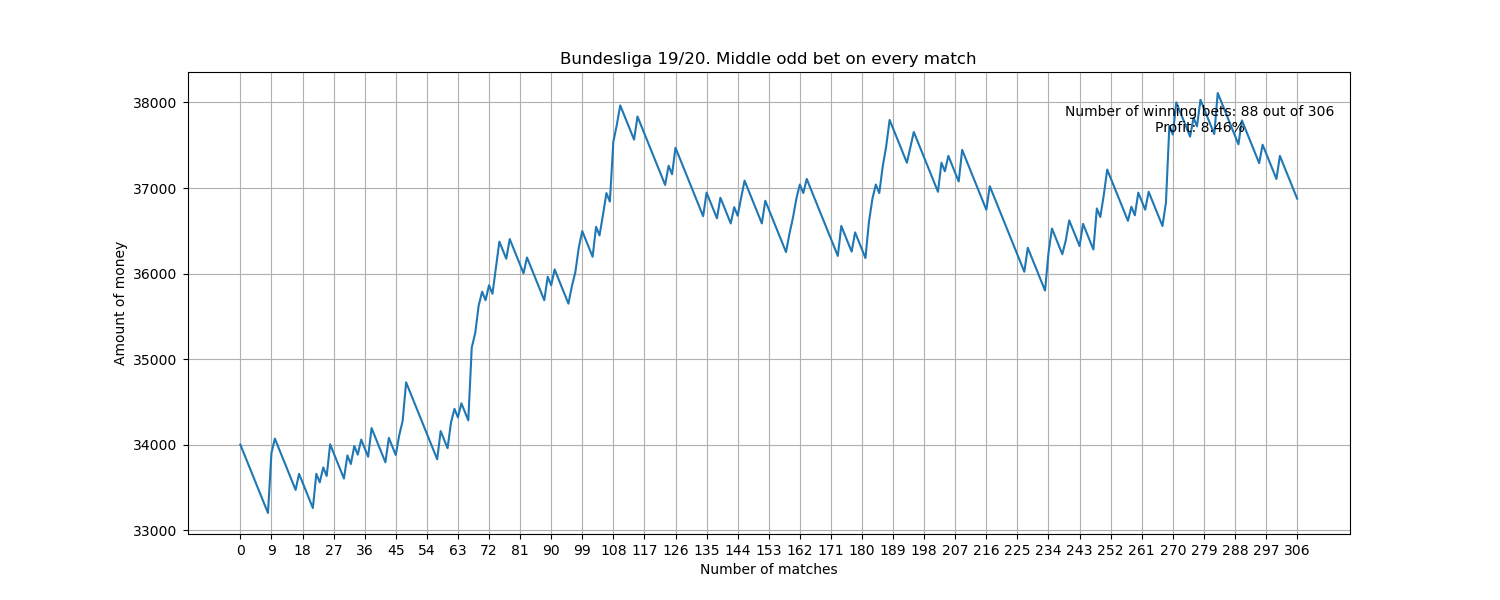 Bundesliga 19/20. Middle odd bet on every match
Number of winning bets: 88 out of 306
Profit: 8.46%
38000
37000
36000
35000
34000
33000
Amount of money
0 9 18 27 36 45 54 63 72 81 90 99 108 117 126 135 144 153 162 171 180 189 198 207 216 225 234 243 252 261 270 279 288 297 306
Number of matches